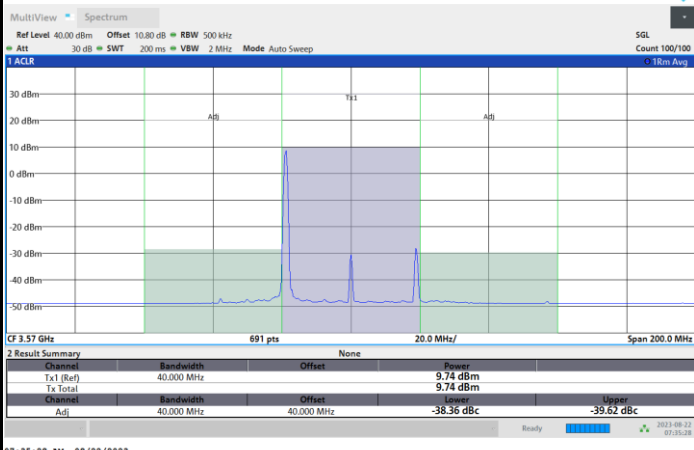 MultiView Spectrum
Ref Level 40.00 dBm Offset 10.80 dB RBW 500 kHz SGL
Att 30 dB SWT 200 ms VBW 2 MHz Mode Auto Sweep Count 100/100
1 ACLR 1Rm Avg
30 dBm
Tx1
20 dBm
Adj Adj
10 dBm
0 dBm
-10 dBm
-20 dBm
-30 dBm
-40 dBm
-50 dBm
CF 3.57 GHz 691 pts 20.0 MHz/ Span 200.0 MHz
2 Result Summary None
Channel Bandwidth Offset Power
Tx1 (Ref) 40.000 MHz 9.74 dBm
Tx Total 9.74 dBm
Channel Bandwidth Offset Lower Upper
Adj 40.000 MHz 40.000 MHz -38.36 dBc -39.62 dBc
Ready 2023-08-22
07:35:28